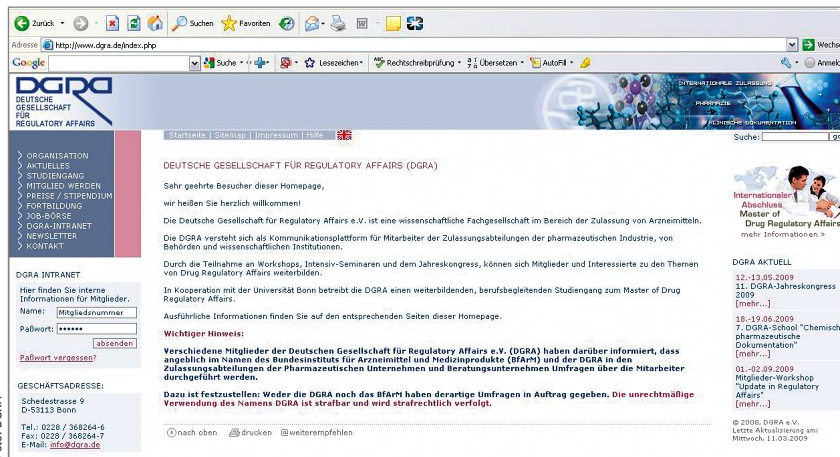 Zurück
Suchen
Favoriten
Adresse
http://www.dgra.de/index.php
Google
Suche
Lesezeichen
Rechtschreibprüfung
Übersetzen
AutoFill
DGRA
DEUTSCHE
GESELLSCHAFT
FÜR
REGULATORY AFFAIRS
INTERNATIONALE ZULASSUNG
PHARMAZIE
KLINISCHE DOKUMENTATION
Startseite | Sitemap | Impressum | Hilfe
Suche:
ORGANISATION
AKTUELLES
STUDIENGANG
MITGLIED WERDEN
PREISE / STIPENDIUM
FORTBILDUNG
JOB-BÖRSE
DGRA-INTRANET
NEWSLETTER
KONTAKT
DGRA INTRANET
Hier finden Sie interne
Informationen für Mitglieder.
Name: Mitgliedsnummer
Paßwort: ••••••
absenden
Paßwort vergessen?
GESCHÄFTSADRESSE:
Schedestrasse 9
D-53113 Bonn
Tel.: 0228 / 368264-6
Fax: 0228 / 368264-7
E-Mail: info@dgra.de
DEUTSCHE GESELLSCHAFT FÜR REGULATORY AFFAIRS (DGRA)
Sehr geehrte Besucher dieser Homepage,
wir heißen Sie herzlich willkommen!
Die Deutsche Gesellschaft für Regulatory Affairs e.V. ist eine wissenschaftliche Fachgesellschaft im Bereich der Zulassung von Arzneimitteln.
Die DGRA versteht sich als Kommunikationsplattform für Mitarbeiter der Zulassungsabteilungen der pharmazeutischen Industrie, von
Behörden und wissenschaftlichen Institutionen.
Durch die Teilnahme an Workshops, Intensiv-Seminaren und dem Jahreskongress, können sich Mitglieder und Interessierte zu den Themen
von Drug Regulatory Affairs weiterbilden.
In Kooperation mit der Universität Bonn betreibt die DGRA einen weiterbildenden, berufsbegleitenden Studiengang zum Master of Drug
Regulatory Affairs.
Ausführliche Informationen finden Sie auf den entsprechenden Seiten dieser Homepage.
Wichtiger Hinweis:
Verschiedene Mitglieder der Deutschen Gesellschaft für Regulatory Affairs e.V. (DGRA) haben darüber informiert, dass
angeblich im Namen des Bundesinstituts für Arzneimittel und Medizinprodukte (BfArM) und der DGRA in den
Zulassungsabteilungen der Pharmazeutischen Unternehmen und Beratungsunternehmen Umfragen über die Mitarbeiter
durchgeführt werden.
Dazu ist festzustellen: Weder die DGRA noch das BfArM haben derartige Umfragen in Auftrag gegeben. Die unrechtmäßige
Verwendung des Namens DGRA ist strafbar und wird strafrechtlich verfolgt.
nach oben drucken weiterempfehlen
Internationaler
Abschluss
Master of
Drug Regulatory Affairs
mehr Informationen »
DGRA AKTUELL
12.-13.05.2009
11. DGRA-Jahreskongress
2009
[mehr...]
18.-19.06.2009
7. DGRA-School "Chemisch
pharmazeutische
Dokumentation"
[mehr...]
01.-02.09.2009
Mitglieder-Workshop
"Update in Regulatory
Affairs"
[mehr...]
© 2008, DGRA e.V.
Letzte Aktualisierung am:
Mittwoch, 11.03.2009